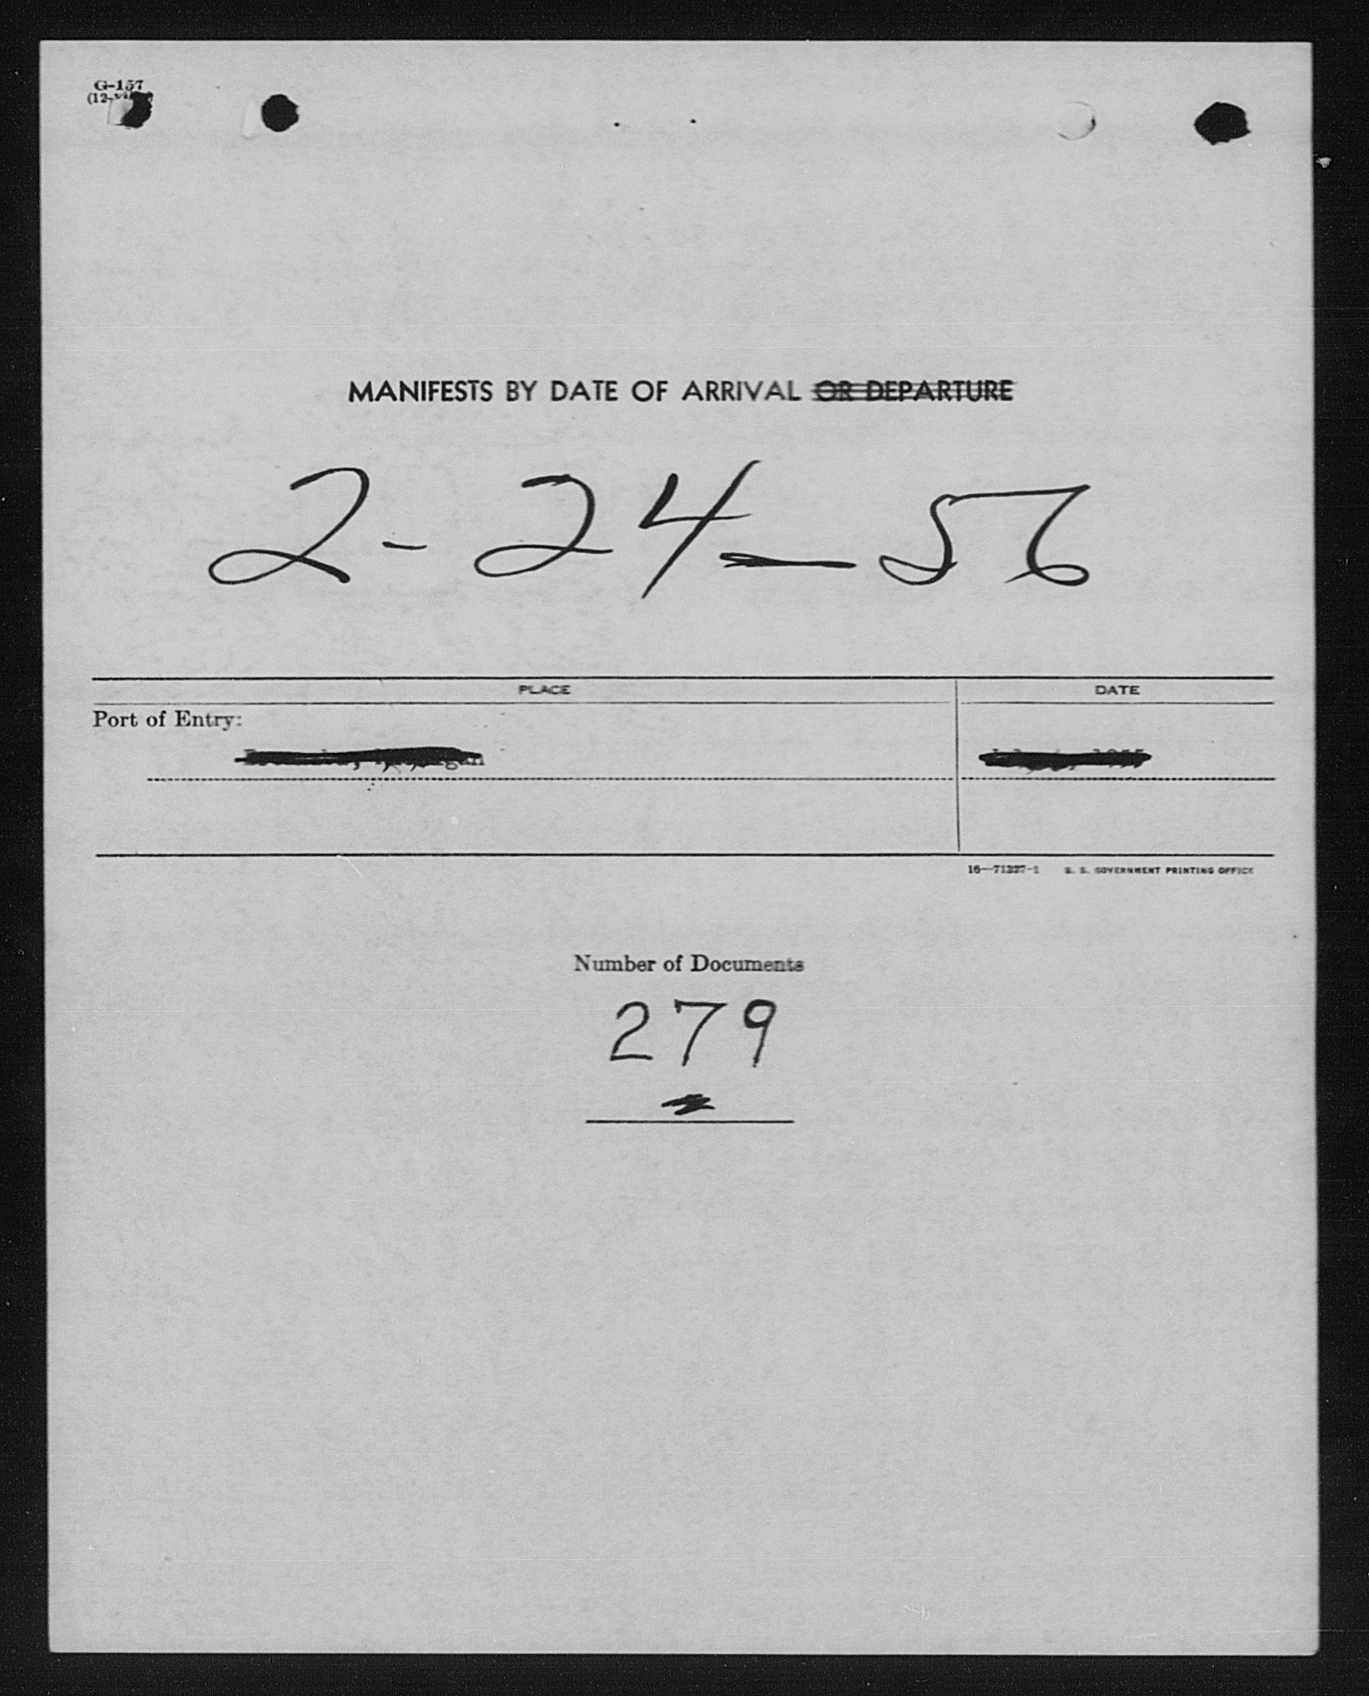 G-157
MANIFESTS BY DATE OF ARRIVAL OR DEPARTURE
2-24-56
PLACE DATE
Port of Entry:
16—71227-1 U. S. GOVERNMENT PRINTING OFFICE
Number of Documents
279